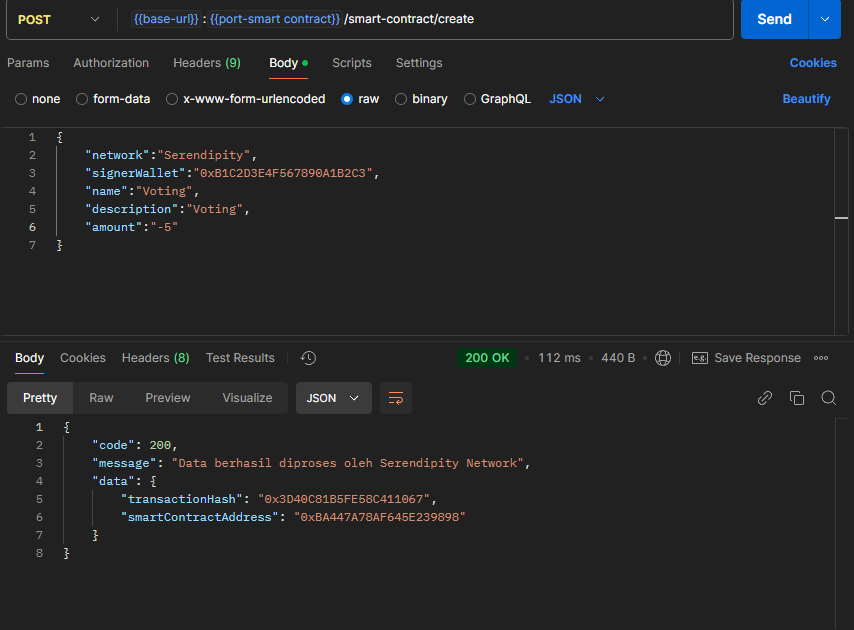 POST {{base-url}} : {{port-smart contract}} /smart-contract/create Send
Params Authorization Headers (9) Body Scripts Settings Cookies
none form-data x-www-form-urlencoded raw binary GraphQL JSON Beautify
1 {
2 "network":"Serendipity",
3 "signerWallet":"0xB1C2D3E4F567890A1B2C3",
4 "name":"Voting",
5 "description":"Voting",
6 "amount":"-5"
7 }
Body Cookies Headers (8) Test Results 200 OK • 112 ms • 440 B • e.g. Save Response
Pretty Raw Preview Visualize JSON
1 {
2 "code": 200,
3 "message": "Data berhasil diproses oleh Serendipity Network",
4 "data": {
5 "transactionHash": "0x3D40C81B5FE58C411067",
6 "smartContractAddress": "0xBA447A78AF645E239898"
7 }
8 }